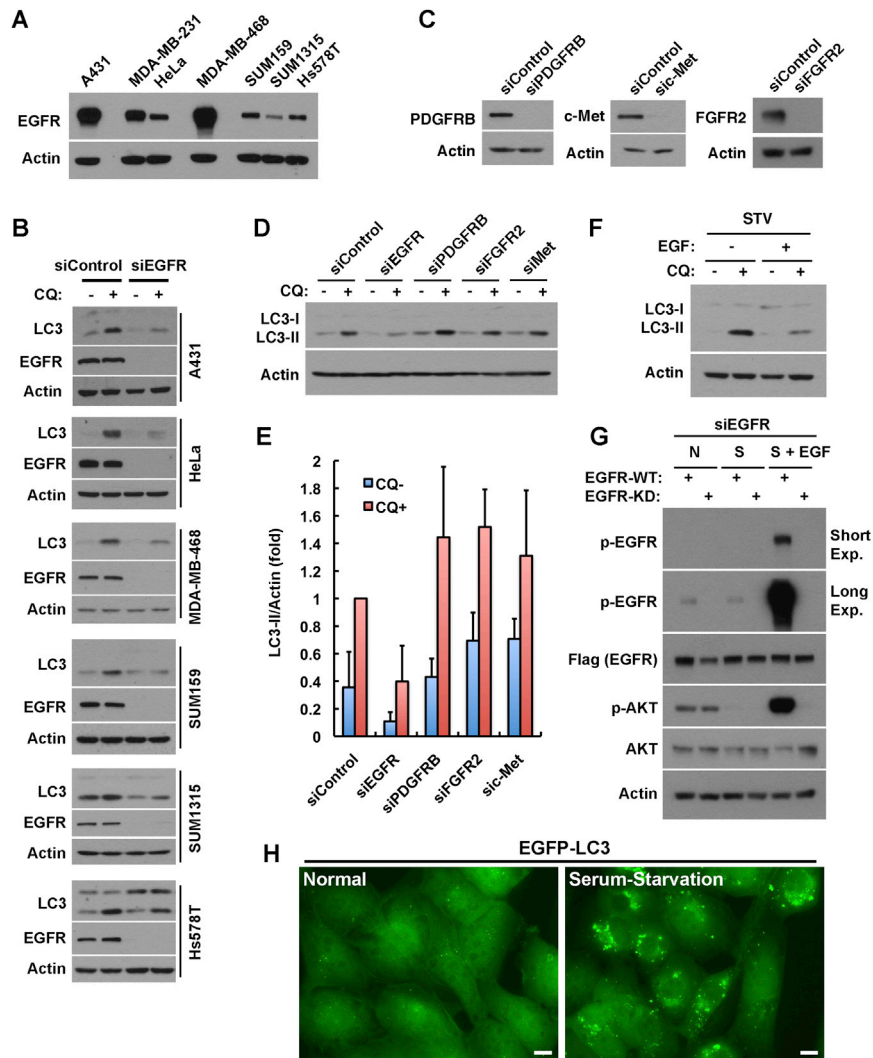 A
A431
MDA-MB-231
HeLa
MDA-MB-468
SUM159
SUM1315
Hs578T
EGFR
Actin
C
siControl
siPDGFRB
PDGFRB
Actin
siControl
sic-Met
c-Met
Actin
siControl
siFGFR2
FGFR2
Actin
B
siControl siEGFR
CQ: - + - +
LC3
EGFR
Actin
A431
LC3
EGFR
Actin
HeLa
LC3
EGFR
Actin
MDA-MB-468
LC3
EGFR
Actin
SUM159
LC3
EGFR
Actin
SUM1315
LC3
EGFR
Actin
Hs578T
D
siControl
siEGFR
siPDGFRB
siFGFR2
siMet
CQ: - + - + - + - + - +
LC3-I
LC3-II
Actin
E
LC3-II/Actin (fold)
2
1.8
1.6
1.4
1.2
1
0.8
0.6
0.4
0.2
0
CQ-
CQ+
siControl
siEGFR
siPDGFRB
siFGFR2
sic-Met
F
STV
EGF: - +
CQ: - + - +
LC3-I
LC3-II
Actin
G
siEGFR
N S S + EGF
EGFR-WT: + + +
EGFR-KD: + + +
p-EGFR
Short Exp.
p-EGFR
Long Exp.
Flag (EGFR)
p-AKT
AKT
Actin
H
EGFP-LC3
Normal
Serum-Starvation